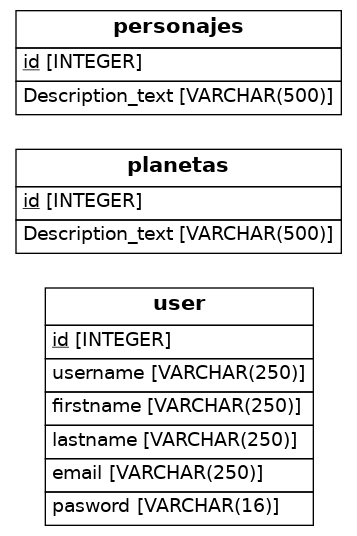 personajes
id [INTEGER]
Description_text [VARCHAR(500)]
planetas
id [INTEGER]
Description_text [VARCHAR(500)]
user
id [INTEGER]
username [VARCHAR(250)]
firstname [VARCHAR(250)]
lastname [VARCHAR(250)]
email [VARCHAR(250)]
pasword [VARCHAR(16)]